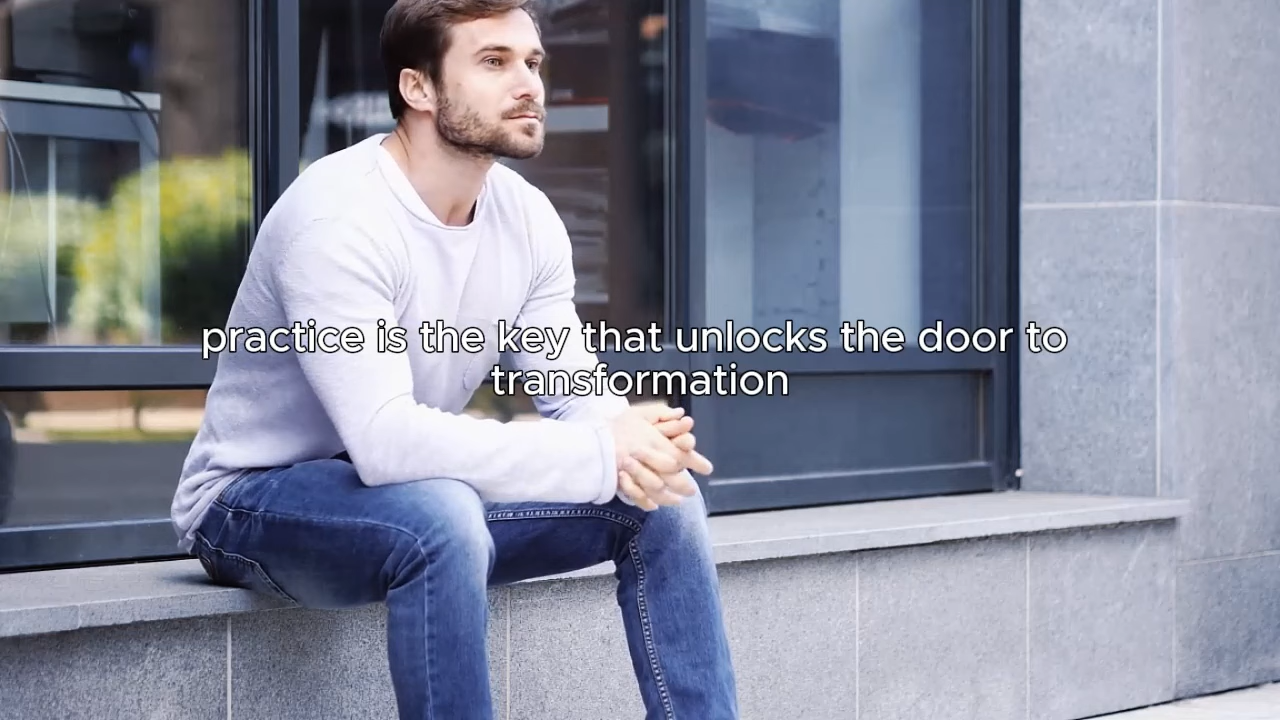 practice is the key that unlocks the door to
transformation